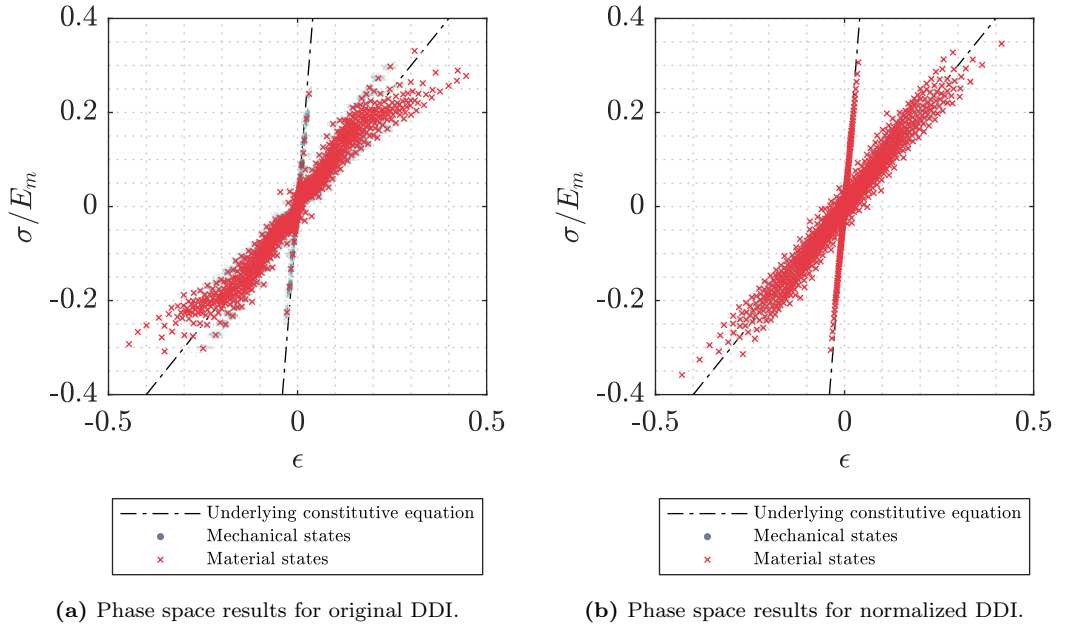 0.4
0.2
0
-0.2
-0.4
-0.5
0
0.5
σ/E_m
ϵ
Underlying constitutive equation
Mechanical states
Material states
(a) Phase space results for original DDI.
0.4
0.2
0
-0.2
-0.4
-0.5
0
0.5
σ/E_m
ϵ
Underlying constitutive equation
Mechanical states
Material states
(b) Phase space results for normalized DDI.